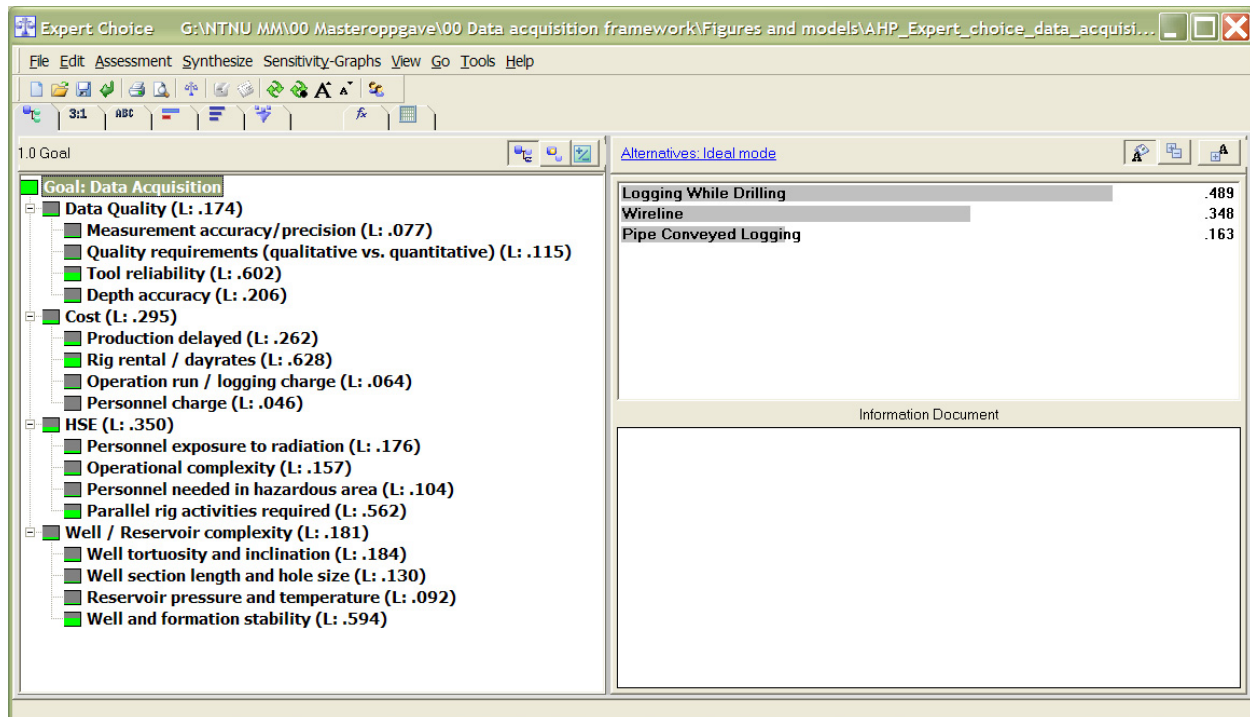 Expert Choice G:\NTNU MM\00 Masteroppgave\00 Data acquisition framework\Figures and models\AHP_Expert_choice_data_acquisi...
File Edit Assessment Synthesize Sensitivity-Graphs View Go Tools Help
A A
3:1 ABC fx
1.0 Goal
A A
Goal: Data Acquisition
Data Quality (L: .174)
Measurement accuracy/precision (L: .077)
Quality requirements (qualitative vs. quantitative) (L: .115)
Tool reliability (L: .602)
Depth accuracy (L: .206)
Cost (L: .295)
Production delayed (L: .262)
Rig rental / dayrates (L: .628)
Operation run / logging charge (L: .064)
Personnel charge (L: .046)
HSE (L: .350)
Personnel exposure to radiation (L: .176)
Operational complexity (L: .157)
Personnel needed in hazardous area (L: .104)
Parallel rig activities required (L: .562)
Well / Reservoir complexity (L: .181)
Well tortuosity and inclination (L: .184)
Well section length and hole size (L: .130)
Reservoir pressure and temperature (L: .092)
Well and formation stability (L: .594)
Alternatives: Ideal mode
Logging While Drilling .489
Wireline .348
Pipe Conveyed Logging .163
Information Document